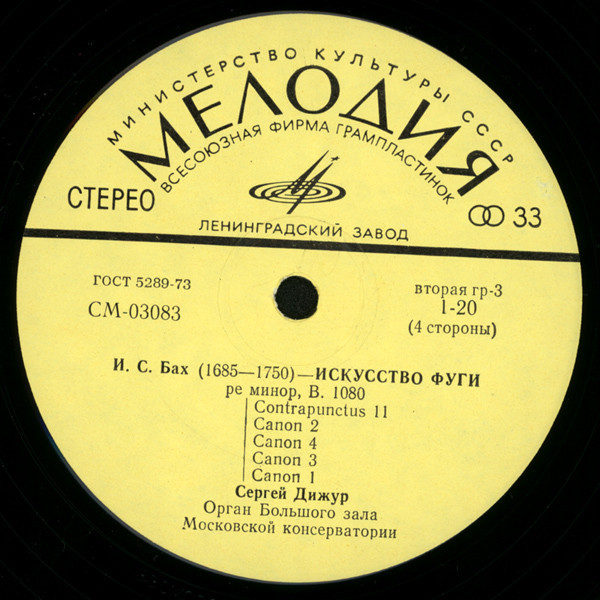 МИНИСТЕРСТВО КУЛЬТУРЫ СССР
МЕЛОДИЯ
ВСЕСОЮЗНАЯ ФИРМА ГРАМПЛАСТИНОК
СТЕРЕО
33
ЛЕНИНГРАДСКИЙ ЗАВОД
ГОСТ 5289-73
СМ-03083
вторая гр-3
1-20
(4 стороны)
И. С. Бах (1685—1750)—ИСКУССТВО ФУГИ
ре минор, В. 1080
Contrapunctus 11
Canon 2
Canon 4
Canon 3
Canon 1
Сергей Дижур
Орган Большого зала
Московской консерватории